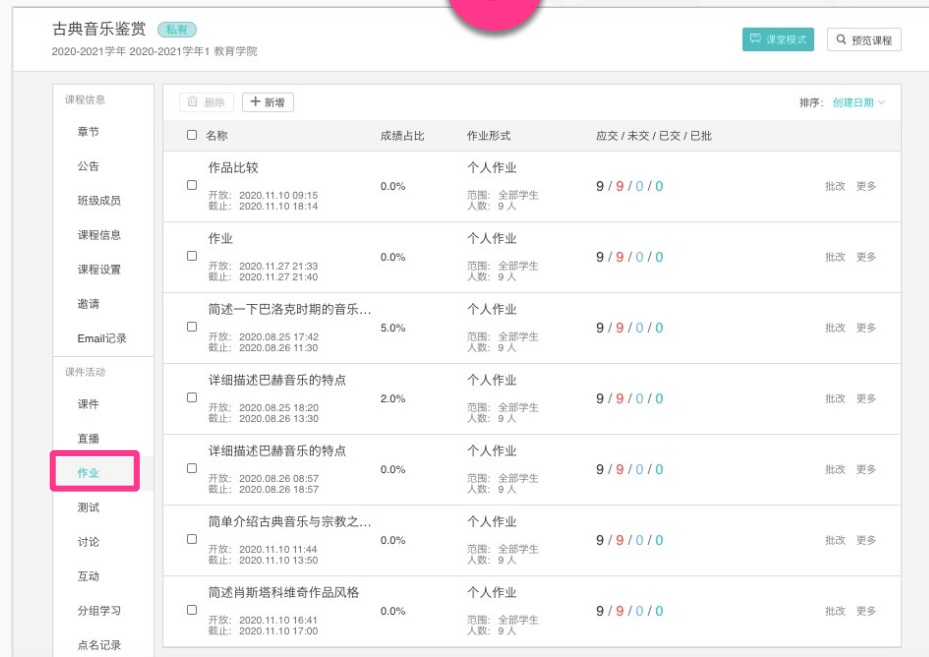 古典音乐鉴赏 私有
2020-2021学年 2020-2021学年1 教育学院
课堂模式 预览课程
课程信息
章节
公告
班级成员
课程信息
课程设置
邀请
Email记录
课件活动
课件
直播
作业
测试
讨论
互动
分组学习
点名记录
删除 新增 排序: 创建日期
名称 成绩占比 作业形式 应交 / 未交 / 已交 / 已批
作品比较 个人作业
开放: 2020.11.10 09:15 0.0% 范围: 全部学生 9 / 9 / 0 / 0 批改 更多
截止: 2020.11.10 18:14 人数: 9 人
作业 个人作业
开放: 2020.11.27 21:33 0.0% 范围: 全部学生 9 / 9 / 0 / 0 批改 更多
截止: 2020.11.27 21:40 人数: 9 人
简述一下巴洛克时期的音乐... 个人作业
开放: 2020.08.25 17:42 5.0% 范围: 全部学生 9 / 9 / 0 / 0 批改 更多
截止: 2020.08.26 11:30 人数: 9 人
详细描述巴赫音乐的特点 个人作业
开放: 2020.08.25 18:20 2.0% 范围: 全部学生 9 / 9 / 0 / 0 批改 更多
截止: 2020.08.26 13:30 人数: 9 人
详细描述巴赫音乐的特点 个人作业
开放: 2020.08.26 08:57 0.0% 范围: 全部学生 9 / 9 / 0 / 0 批改 更多
截止: 2020.08.26 18:57 人数: 9 人
简单介绍古典音乐与宗教之... 个人作业
开放: 2020.11.10 11:44 0.0% 范围: 全部学生 9 / 9 / 0 / 0 批改 更多
截止: 2020.11.10 13:50 人数: 9 人
简述肖斯塔科维奇作品风格 个人作业
开放: 2020.11.10 16:41 0.0% 范围: 全部学生 9 / 9 / 0 / 0 批改 更多
截止: 2020.11.10 17:00 人数: 9 人